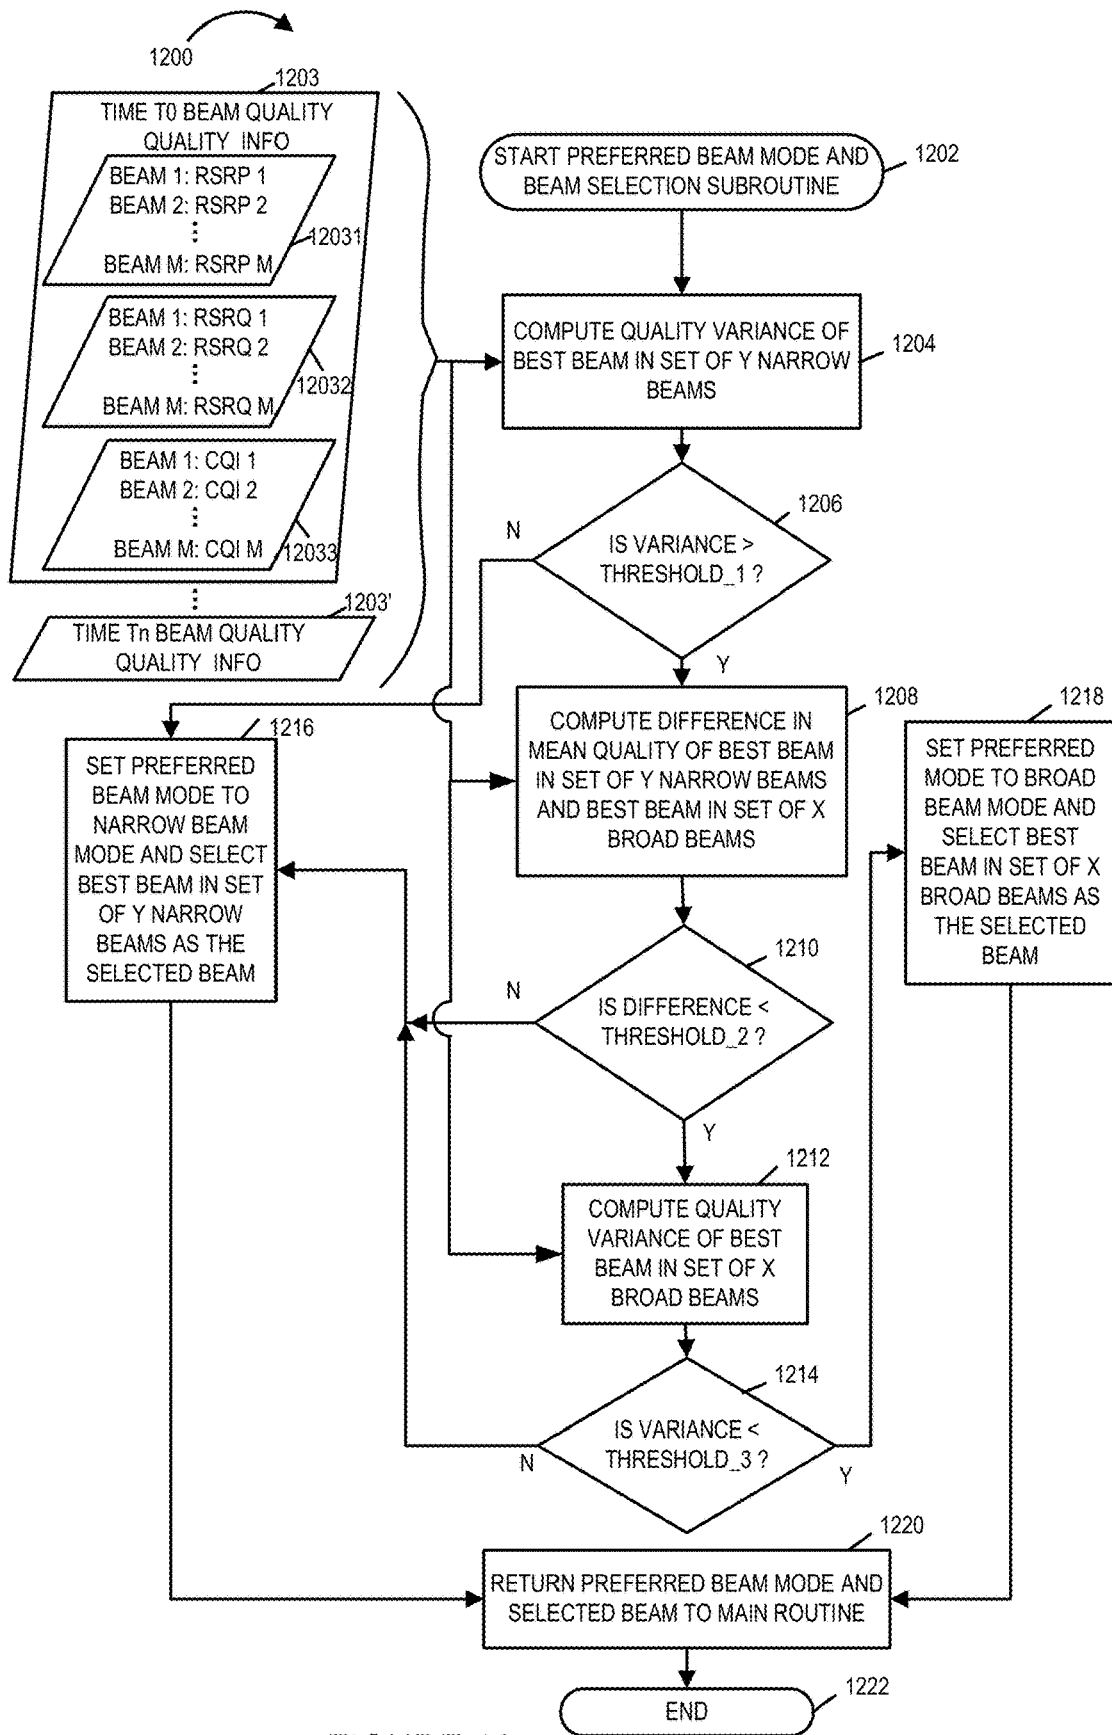 1200
1203
TIME T0 BEAM QUALITY
QUALITY INFO
BEAM 1: RSRP 1
BEAM 2: RSRP 2
BEAM M: RSRP M
12031
BEAM 1: RSRQ 1
BEAM 2: RSRQ 2
BEAM M: RSRQ M
12032
BEAM 1: CQI 1
BEAM 2: CQI 2
BEAM M: CQI M
12033
1203'
TIME Tn BEAM QUALITY
QUALITY INFO
START PREFERRED BEAM MODE AND
BEAM SELECTION SUBROUTINE
1202
COMPUTE QUALITY VARIANCE OF
BEST BEAM IN SET OF Y NARROW
BEAMS
1204
1206
N
IS VARIANCE >
THRESHOLD_1 ?
Y
1208
COMPUTE DIFFERENCE IN
MEAN QUALITY OF BEST BEAM
IN SET OF Y NARROW BEAMS
AND BEST BEAM IN SET OF X
BROAD BEAMS
1216
SET PREFERRED
BEAM MODE TO
NARROW BEAM
MODE AND SELECT
BEST BEAM IN SET
OF Y NARROW
BEAMS AS THE
SELECTED BEAM
1218
SET PREFERRED
MODE TO BROAD
BEAM MODE AND
SELECT BEST
BEAM IN SET OF X
BROAD BEAMS AS
THE SELECTED
BEAM
1210
N
IS DIFFERENCE <
THRESHOLD_2 ?
Y
1212
COMPUTE QUALITY
VARIANCE OF BEST
BEAM IN SET OF X
BROAD BEAMS
1214
IS VARIANCE <
THRESHOLD_3 ?
N
Y
1220
RETURN PREFERRED BEAM MODE AND
SELECTED BEAM TO MAIN ROUTINE
END
1222